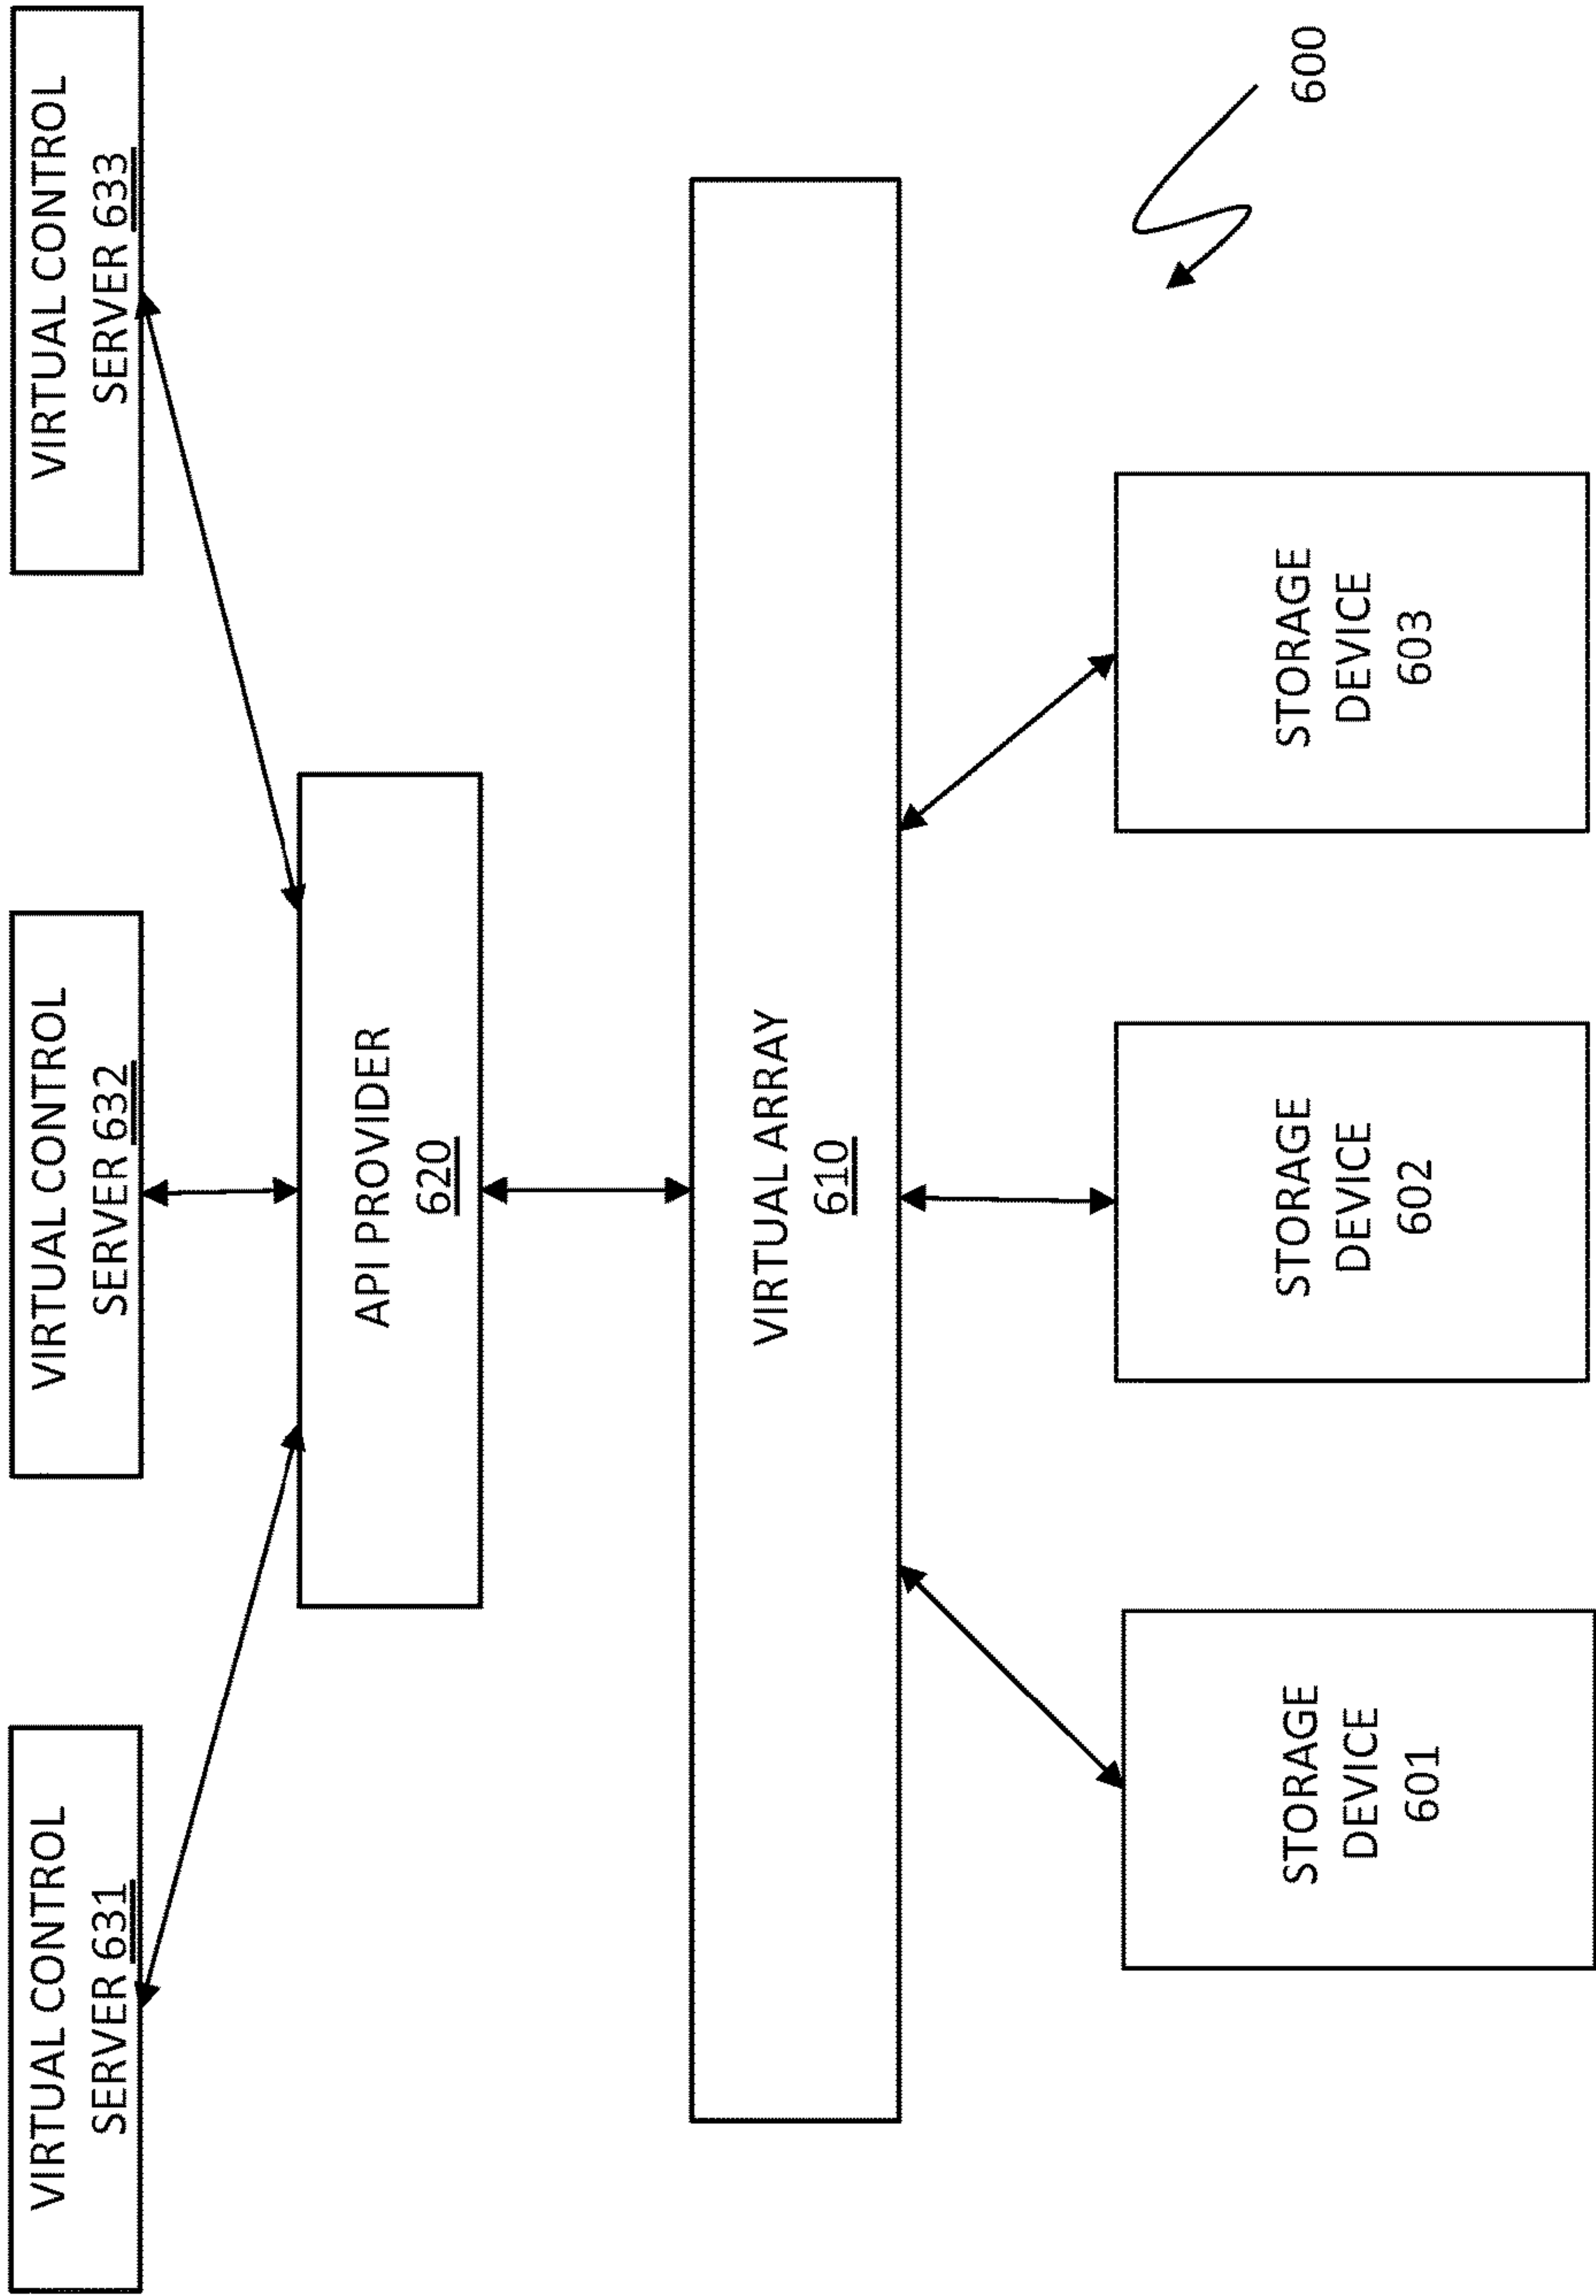 VIRTUAL CONTROL
SERVER 631
VIRTUAL CONTROL
SERVER 632
VIRTUAL CONTROL
SERVER 633
API PROVIDER
620
VIRTUAL ARRAY
610
STORAGE
DEVICE
601
STORAGE
DEVICE
602
STORAGE
DEVICE
603
600